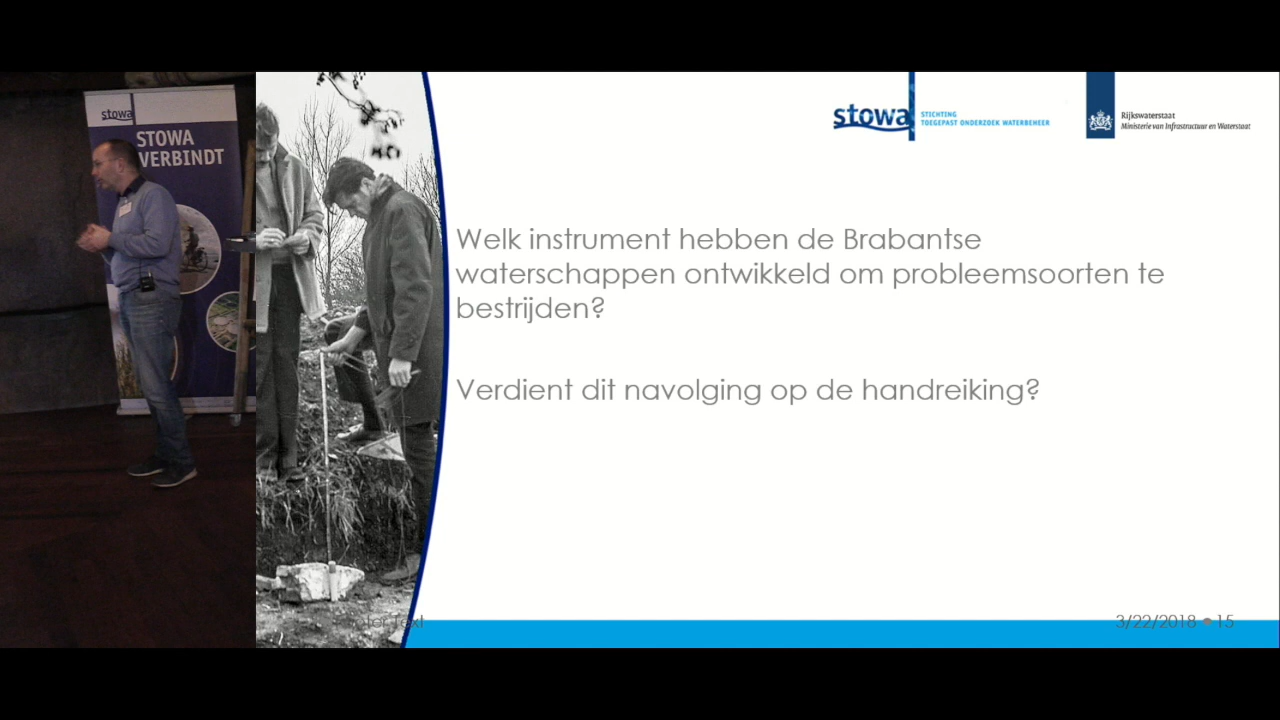 stowa
STOWA
VERBINDT
stowa
STICHTING
TOEGEPAST ONDERZOEK WATERBEHEER
Rijkswaterstaat
Ministerie van Infrastructuur en Waterstaat
Welk instrument hebben de Brabantse
waterschappen ontwikkeld om probleemsoorten te
bestrijden?
Verdient dit navolging op de handreiking?
Text
3/22/2018 • 15